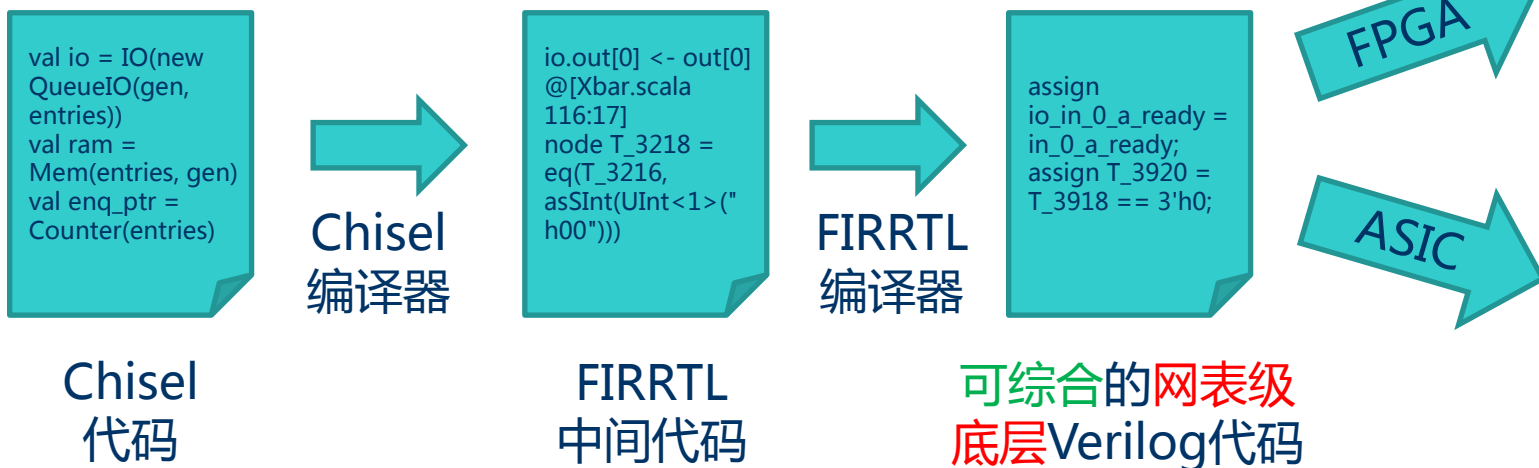 val io = IO(new
QueueIO(gen,
entries))
val ram =
Mem(entries, gen)
val enq_ptr =
Counter(entries)
Chisel
编译器
io.out[0] <- out[0]
@[Xbar.scala
116:17]
node T_3218 =
eq(T_3216,
asSInt(UInt<1>("
h00")))
FIRRTL
编译器
assign
io_in_0_a_ready =
in_0_a_ready;
assign T_3920 =
T_3918 == 3'h0;
FPGA
ASIC
Chisel
代码
FIRRTL
中间代码
可综合的网表级
底层Verilog代码